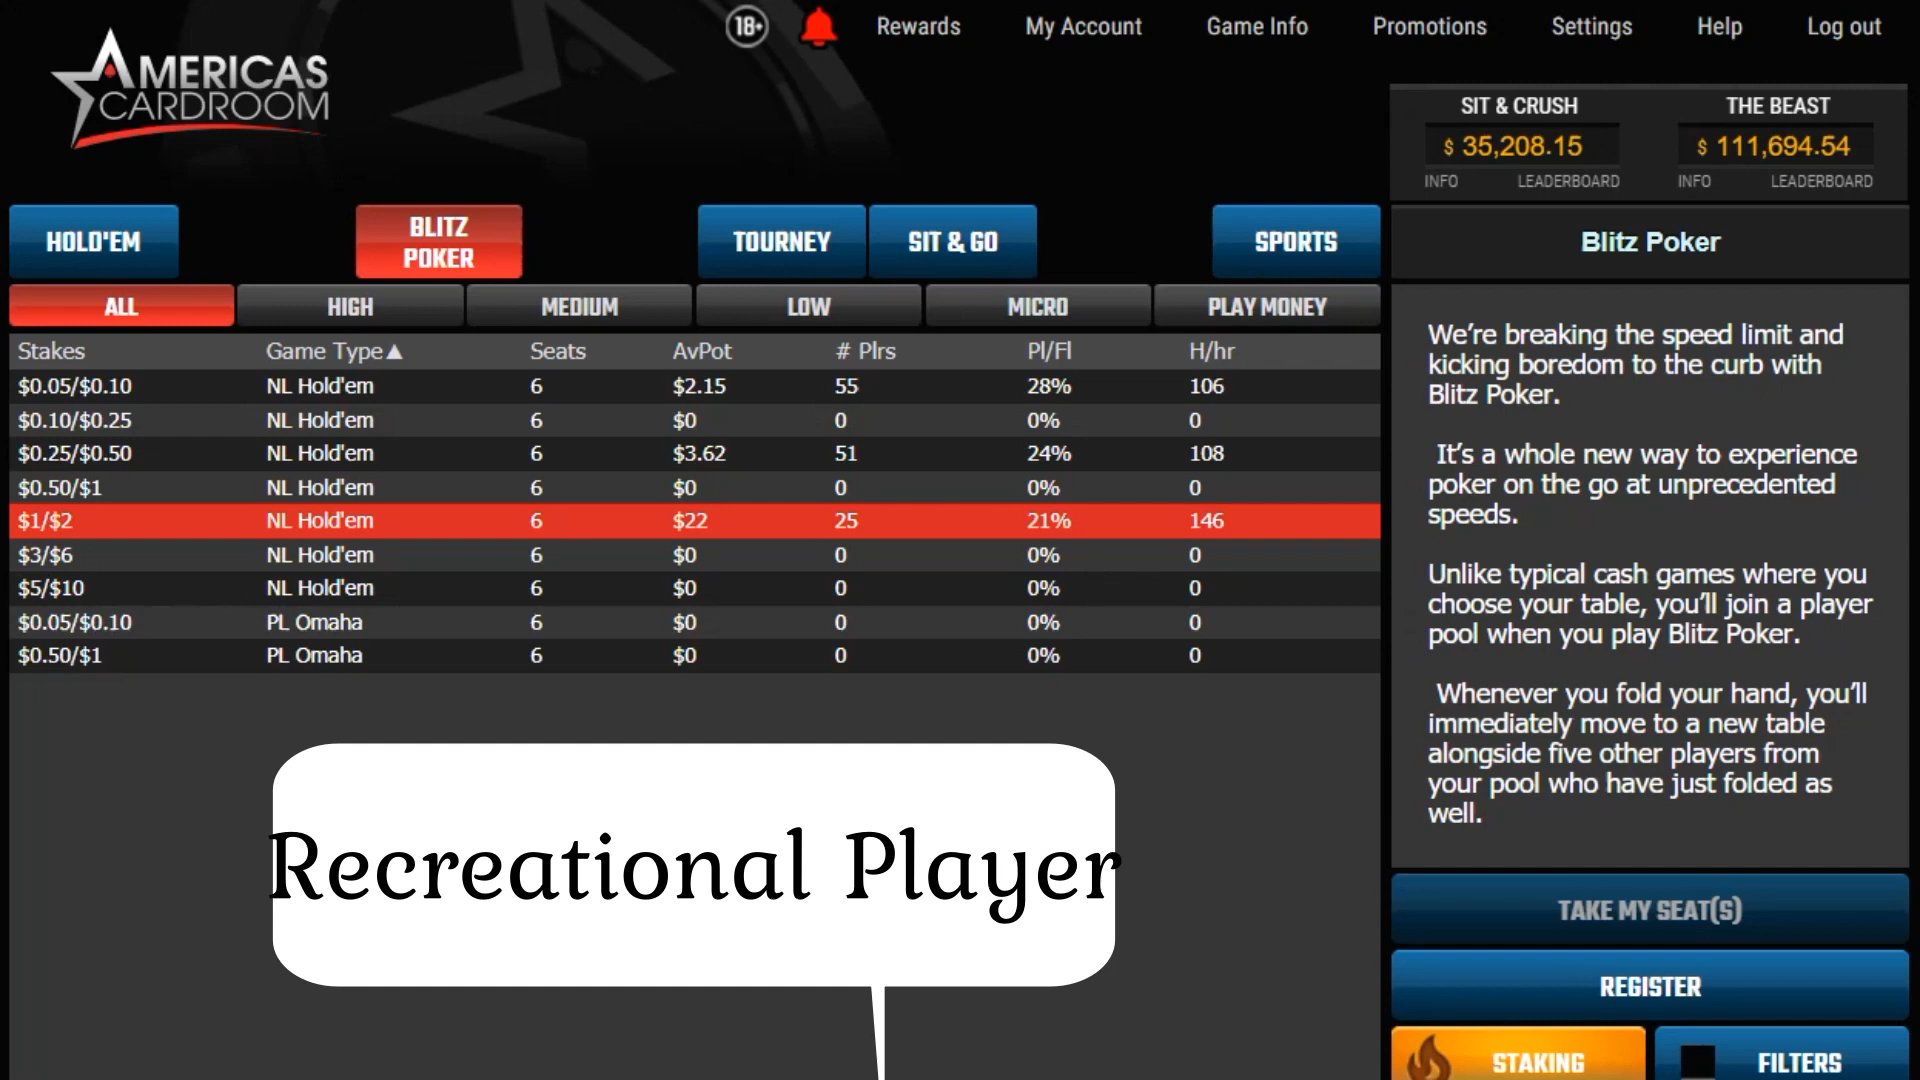 18+
Rewards
My Account
Game Info
Promotions
Settings
Help
Log out
AMERICAS
CARDROOM
SIT & CRUSH
THE BEAST
$ 35,208.15
$ 111,694.54
INFO
LEADERBOARD
INFO
LEADERBOARD
HOLD'EM
BLITZ
POKER
TOURNEY
SIT & GO
SPORTS
Blitz Poker
ALL
HIGH
MEDIUM
LOW
MICRO
PLAY MONEY
Stakes Game Type▲ Seats AvPot # Plrs Pl/Fl H/hr
$0.05/$0.10 NL Hold'em 6 $2.15 55 28% 106
$0.10/$0.25 NL Hold'em 6 $0 0 0% 0
$0.25/$0.50 NL Hold'em 6 $3.62 51 24% 108
$0.50/$1 NL Hold'em 6 $0 0 0% 0
$1/$2 NL Hold'em 6 $22 25 21% 146
$3/$6 NL Hold'em 6 $0 0 0% 0
$5/$10 NL Hold'em 6 $0 0 0% 0
$0.05/$0.10 PL Omaha 6 $0 0 0% 0
$0.50/$1 PL Omaha 6 $0 0 0% 0
We're breaking the speed limit and
kicking boredom to the curb with
Blitz Poker.
It's a whole new way to experience
poker on the go at unprecedented
speeds.
Unlike typical cash games where you
choose your table, you'll join a player
pool when you play Blitz Poker.
Whenever you fold your hand, you'll
immediately move to a new table
alongside five other players from
your pool who have just folded as
well.
Recreational Player
TAKE MY SEAT(S)
REGISTER
STAKING
FILTERS